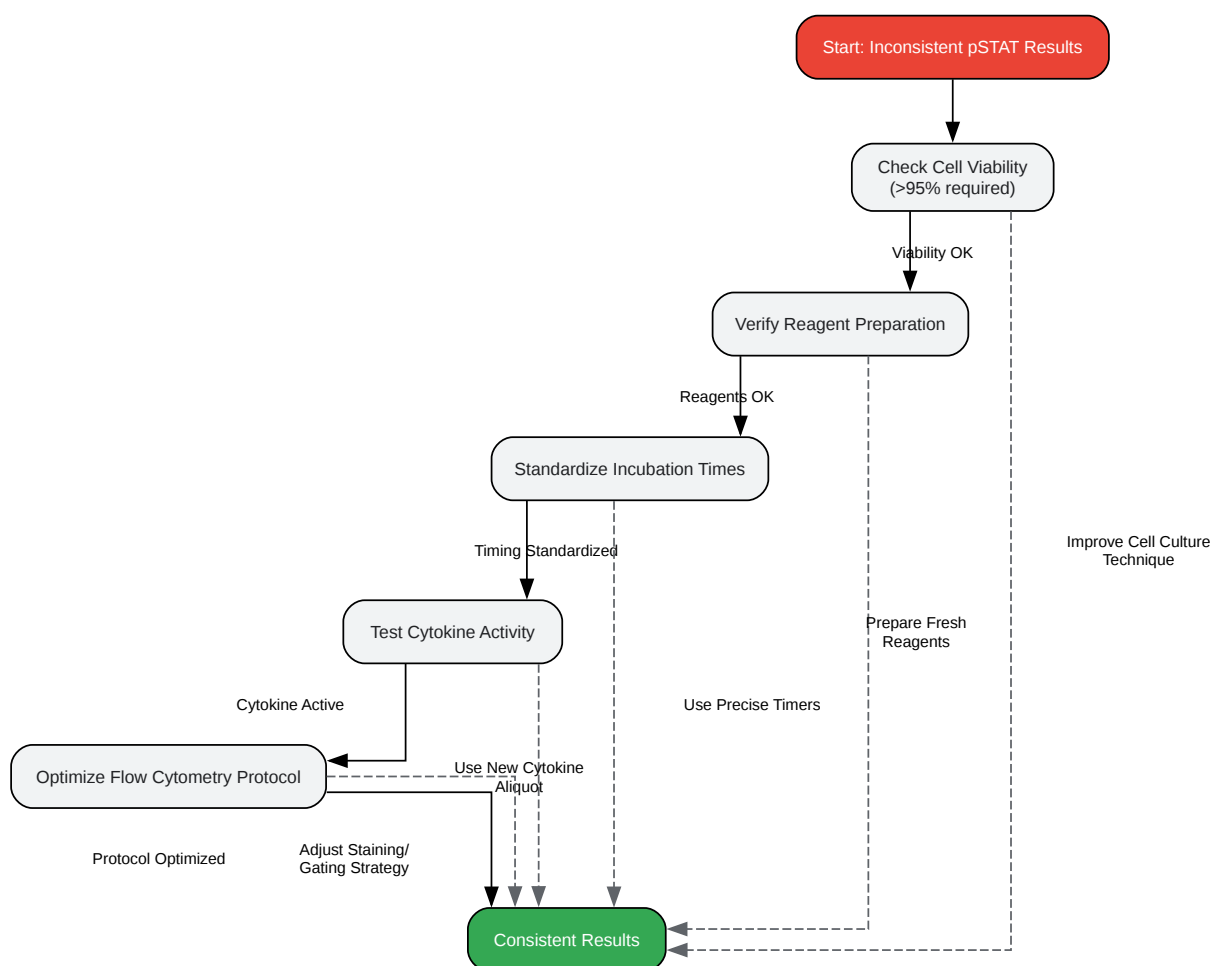 Start: Inconsistent pSTAT Results
Check Cell Viability
(>95% required)
Viability OK
Verify Reagent Preparation
Reagents OK
Standardize Incubation Times
Timing Standardized
Improve Cell Culture
Technique
Test Cytokine Activity
Prepare Fresh
Reagents
Cytokine Active
Use Precise Timers
Optimize Flow Cytometry Protocol
Use New Cytokine
Aliquot
Protocol Optimized
Adjust Staining/
Gating Strategy
Consistent Results